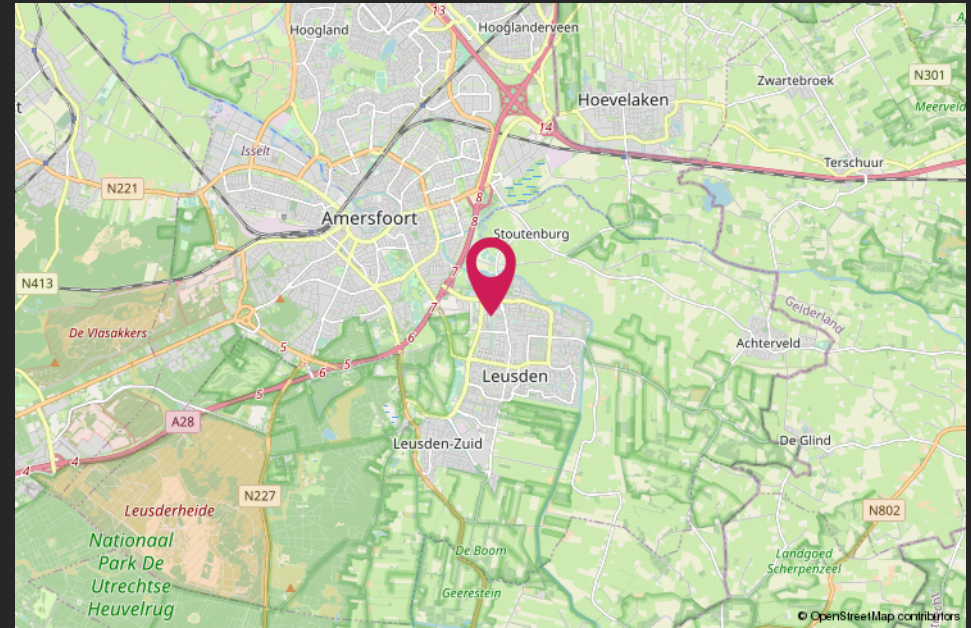 13
Hoogland
Hooglanderveen
N301
Zwartebroek
Hoevelaken
Meerveld
t
14
Isselt
Terschuur
N221
8
Amersfoort
8
Stoutenburg
7
N413
Gelderland
7
De Vlasakkers
6
Achterveld
5
5
6
Leusden
5
A28
Leusden-Zuid
De Glind
4
4
N227
Leusderheide
N802
Nationaal
Park De
Utrechtse
Heuvelrug
De Boom
Landgoed
Scherpenzeel
Geerestein
© OpenStreetMap contributors